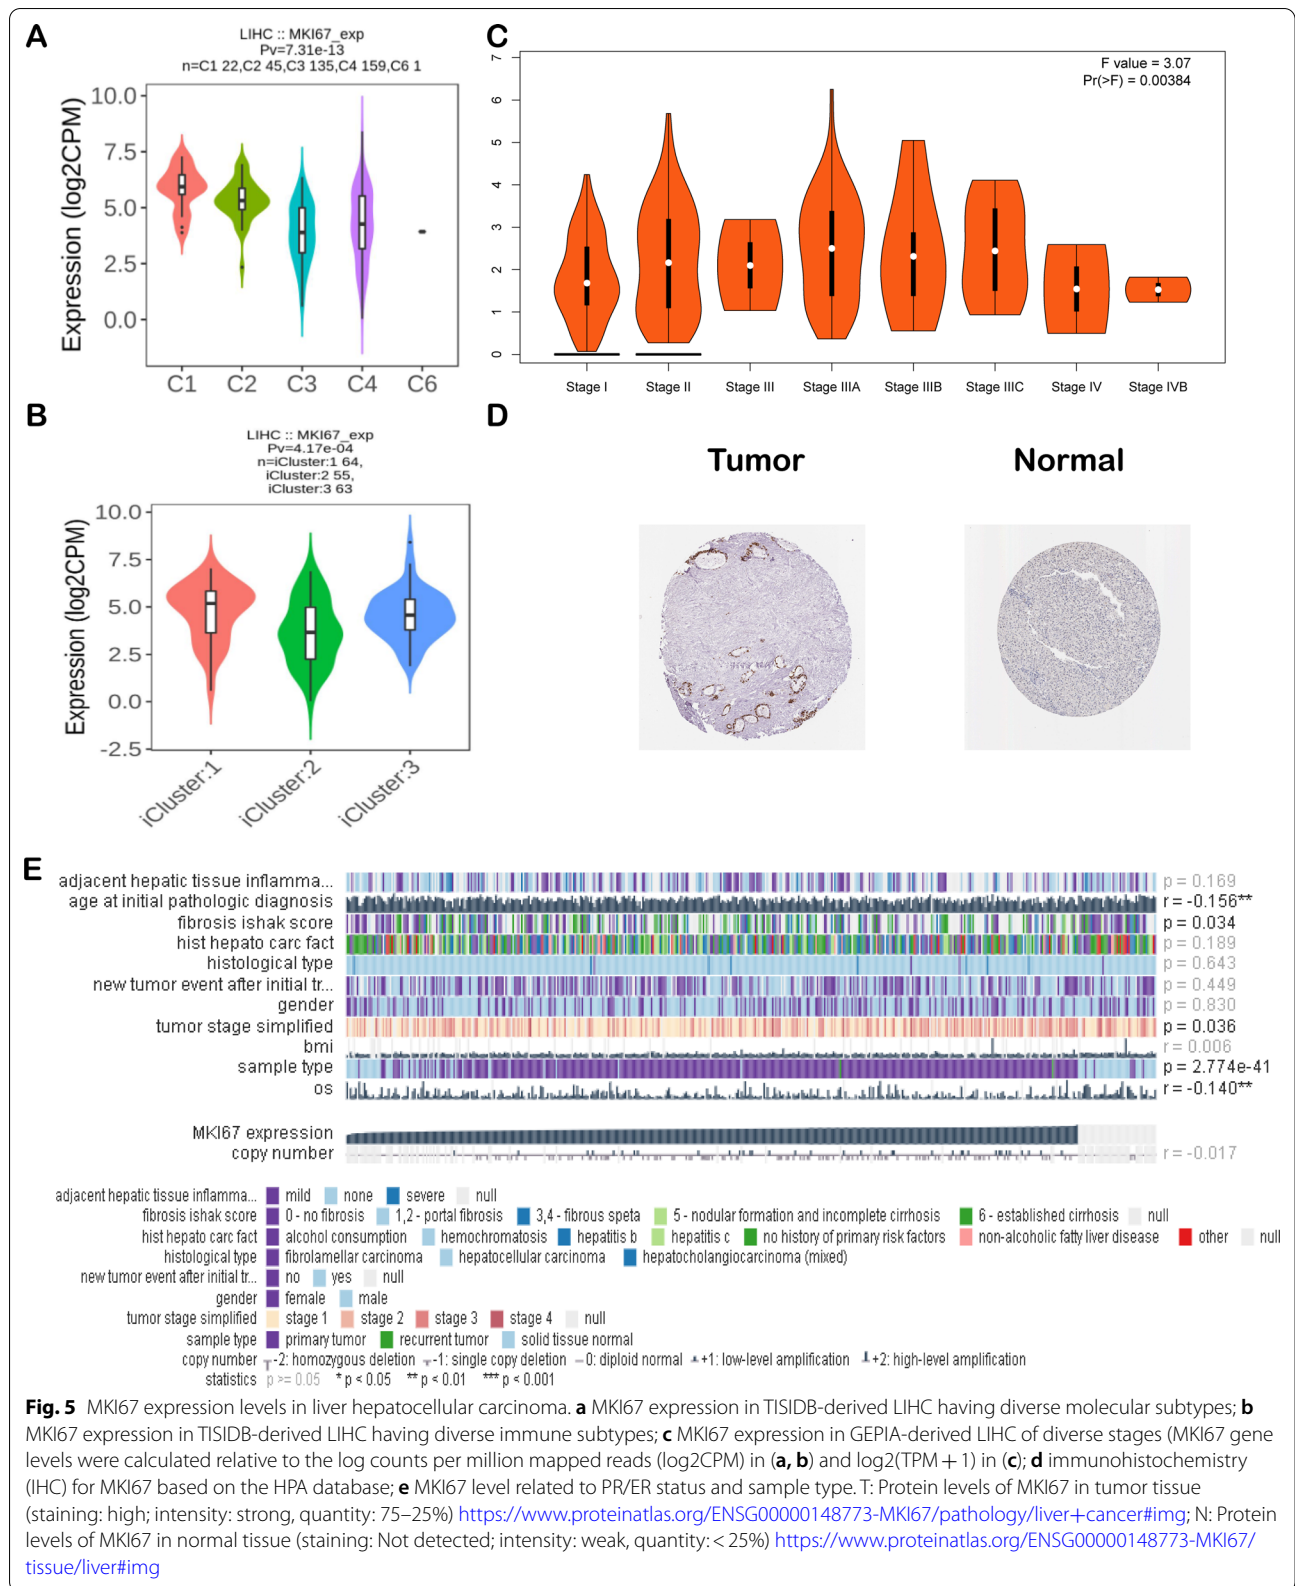 A
LIHC :: MKI67_exp
Pv=7.31e-13
n=C1 22,C2 45,C3 135,C4 159,C6 1
Expression (log2CPM)
10.0
7.5
5.0
2.5
0.0
C1 C2 C3 C4 C6
C
F value = 3.07
Pr(>F) = 0.00384
7
6
5
4
3
2
1
0
Stage I Stage II Stage III Stage IIIA Stage IIIB Stage IIIC Stage IV Stage IVB
B
LIHC :: MKI67_exp
Pv=4.17e-04
n=iCluster:1 64,
iCluster:2 55,
iCluster:3 63
Expression (log2CPM)
10.0
7.5
5.0
2.5
0.0
-2.5
iCluster:1 iCluster:2 iCluster:3
D
Tumor Normal
E
adjacent hepatic tissue inflamma... p = 0.169
age at initial pathologic diagnosis r = -0.156**
fibrosis ishak score p = 0.034
hist hepato carc fact p = 0.189
histological type p = 0.643
new tumor event after initial tr... p = 0.449
gender p = 0.830
tumor stage simplified p = 0.036
bmi r = 0.006
sample type p = 2.774e-41
os r = -0.140**
MKI67 expression
copy number r = -0.017
adjacent hepatic tissue inflamma... mild none severe null
fibrosis ishak score 0 - no fibrosis 1,2 - portal fibrosis 3,4 - fibrous speta 5 - nodular formation and incomplete cirrhosis 6 - established cirrhosis null
hist hepato carc fact alcohol consumption hemochromatosis hepatitis b hepatitis c no history of primary risk factors non-alcoholic fatty liver disease other null
histological type fibrolamellar carcinoma hepatocellular carcinoma hepatocholangiocarcinoma (mixed)
new tumor event after initial tr... no yes null
gender female male
tumor stage simplified stage 1 stage 2 stage 3 stage 4 null
sample type primary tumor recurrent tumor solid tissue normal
copy number -2: homozygous deletion -1: single copy deletion 0: diploid normal +1: low-level amplification +2: high-level amplification
statistics p >= 0.05 * p < 0.05 ** p < 0.01 *** p < 0.001
Fig. 5 MKI67 expression levels in liver hepatocellular carcinoma. a MKI67 expression in TISIDB-derived LIHC having diverse molecular subtypes; b
MKI67 expression in TISIDB-derived LIHC having diverse immune subtypes; c MKI67 expression in GEPIA-derived LIHC of diverse stages (MKI67 gene
levels were calculated relative to the log counts per million mapped reads (log2CPM) in (a, b) and log2(TPM + 1) in (c); d immunohistochemistry
(IHC) for MKI67 based on the HPA database; e MKI67 level related to PR/ER status and sample type. T: Protein levels of MKI67 in tumor tissue
(staining: high; intensity: strong, quantity: 75–25%) https://www.proteinatlas.org/ENSG00000148773-MKI67/pathology/liver+cancer#img; N: Protein
levels of MKI67 in normal tissue (staining: Not detected; intensity: weak, quantity: < 25%) https://www.proteinatlas.org/ENSG00000148773-MKI67/
tissue/liver#img